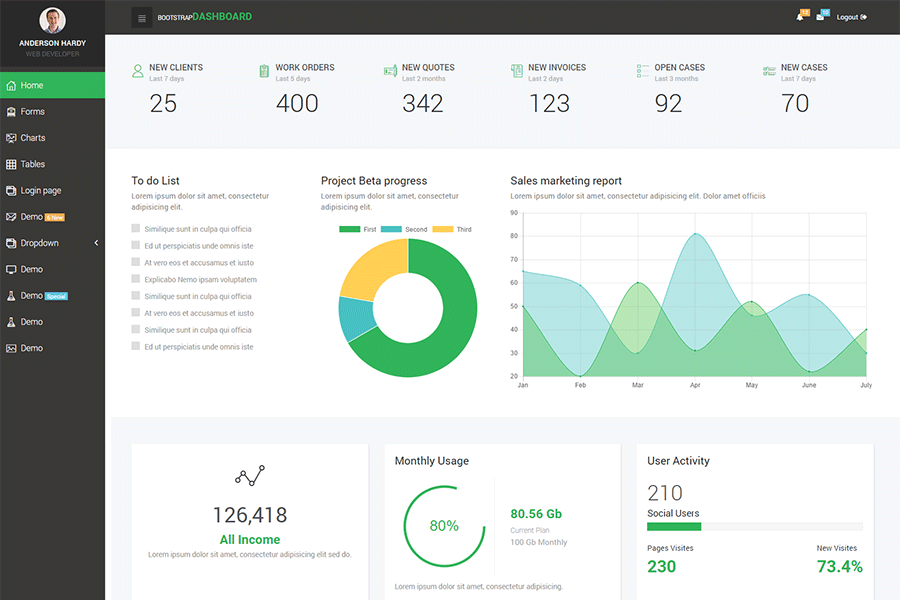 ANDERSON HARDY
WEB DEVELOPER
Home
Forms
Charts
Tables
Login page
Demo 6 New
Dropdown
Demo
Demo Special
Demo
Demo
BOOTSTRAPDASHBOARD
Logout
NEW CLIENTS
Last 7 days
25
WORK ORDERS
Last 5 days
400
NEW QUOTES
Last 2 months
342
NEW INVOICES
Last 2 days
123
OPEN CASES
Last 3 months
92
NEW CASES
Last 7 days
70
To do List
Lorem ipsum dolor sit amet, consectetur
adipisicing elit.
Similique sunt in culpa qui officia
Ed ut perspiciatis unde omnis iste
At vero eos et accusamus et iusto
Explicabo Nemo ipsam voluptatem
Similique sunt in culpa qui officia
At vero eos et accusamus et iusto
Similique sunt in culpa qui officia
Ed ut perspiciatis unde omnis iste
Project Beta progress
Lorem ipsum dolor sit amet, consectetur
adipisicing elit.
First Second Third
Sales marketing report
Lorem ipsum dolor sit amet, consectetur adipisicing elit. Dolor amet officiis
90
80
70
60
50
40
30
20
Jan Feb Mar Apr May June July
126,418
All Income
Lorem ipsum dolor sit amet, consectetur adipisicing elit sed do.
Monthly Usage
80%
80.56 Gb
Current Plan
100 Gb Monthly
Lorem ipsum dolor sit amet, consectetur adipisicing.
User Activity
210
Social Users
Pages Visites
230
New Visites
73.4%